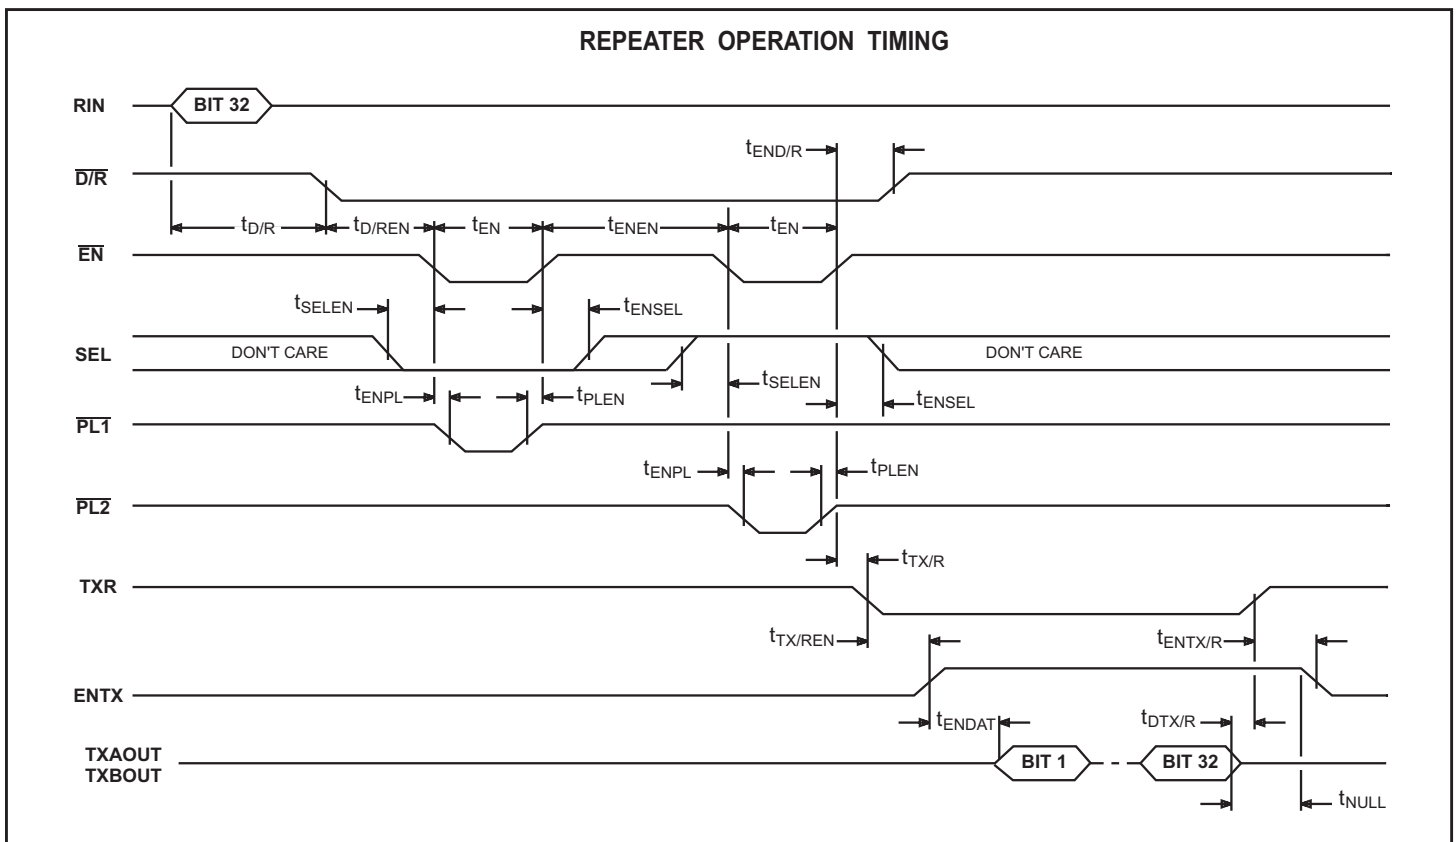 REPEATER OPERATION TIMING
RIN
BIT 32
tEND/R
D/R
tD/R
tD/REN
tEN
tENEN
tEN
EN
tSELEN
tENSEL
SEL
DON'T CARE
DON'T CARE
tENPL
tPLEN
tSELEN
tENSEL
PL1
tENPL
tPLEN
PL2
tTX/R
TXR
tTX/REN
tENTX/R
ENTX
tENDAT
tDTX/R
TXAOUT
TXBOUT
BIT 1
BIT 32
tNULL